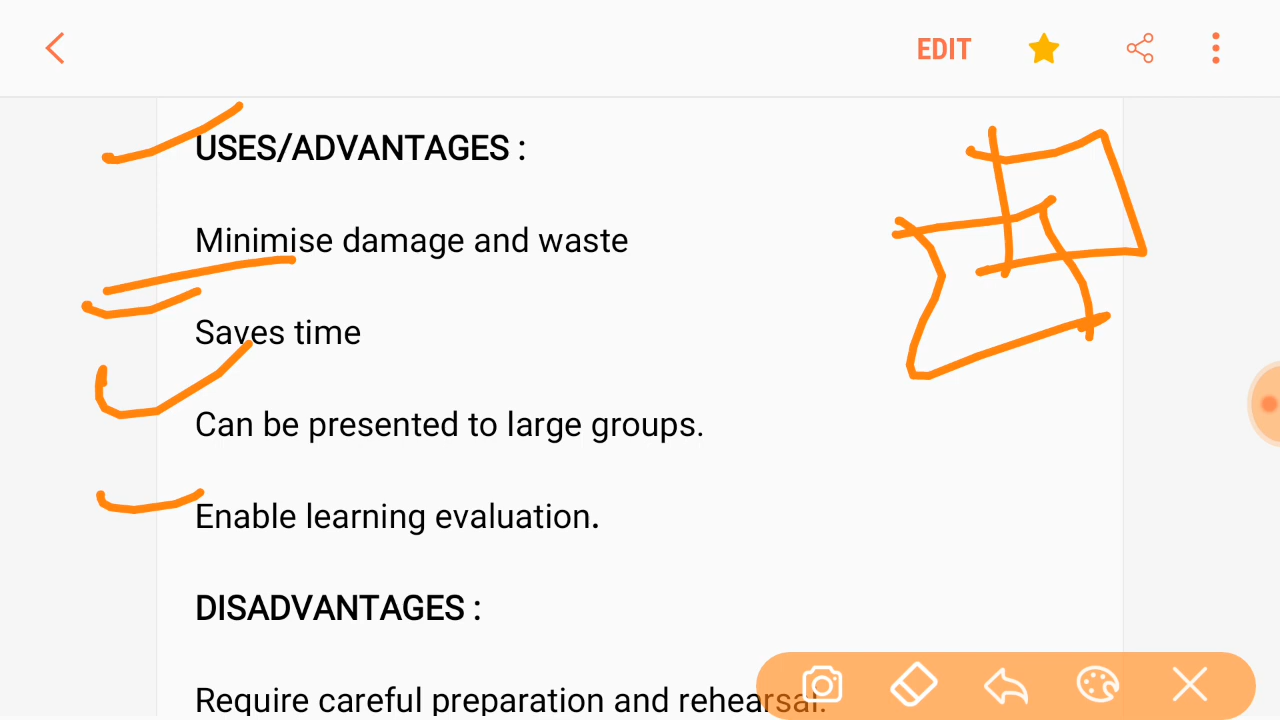 EDIT
USES/ADVANTAGES :
Minimise damage and waste
Saves time
Can be presented to large groups.
Enable learning evaluation.
DISADVANTAGES :
Require careful preparation and rehearsal.